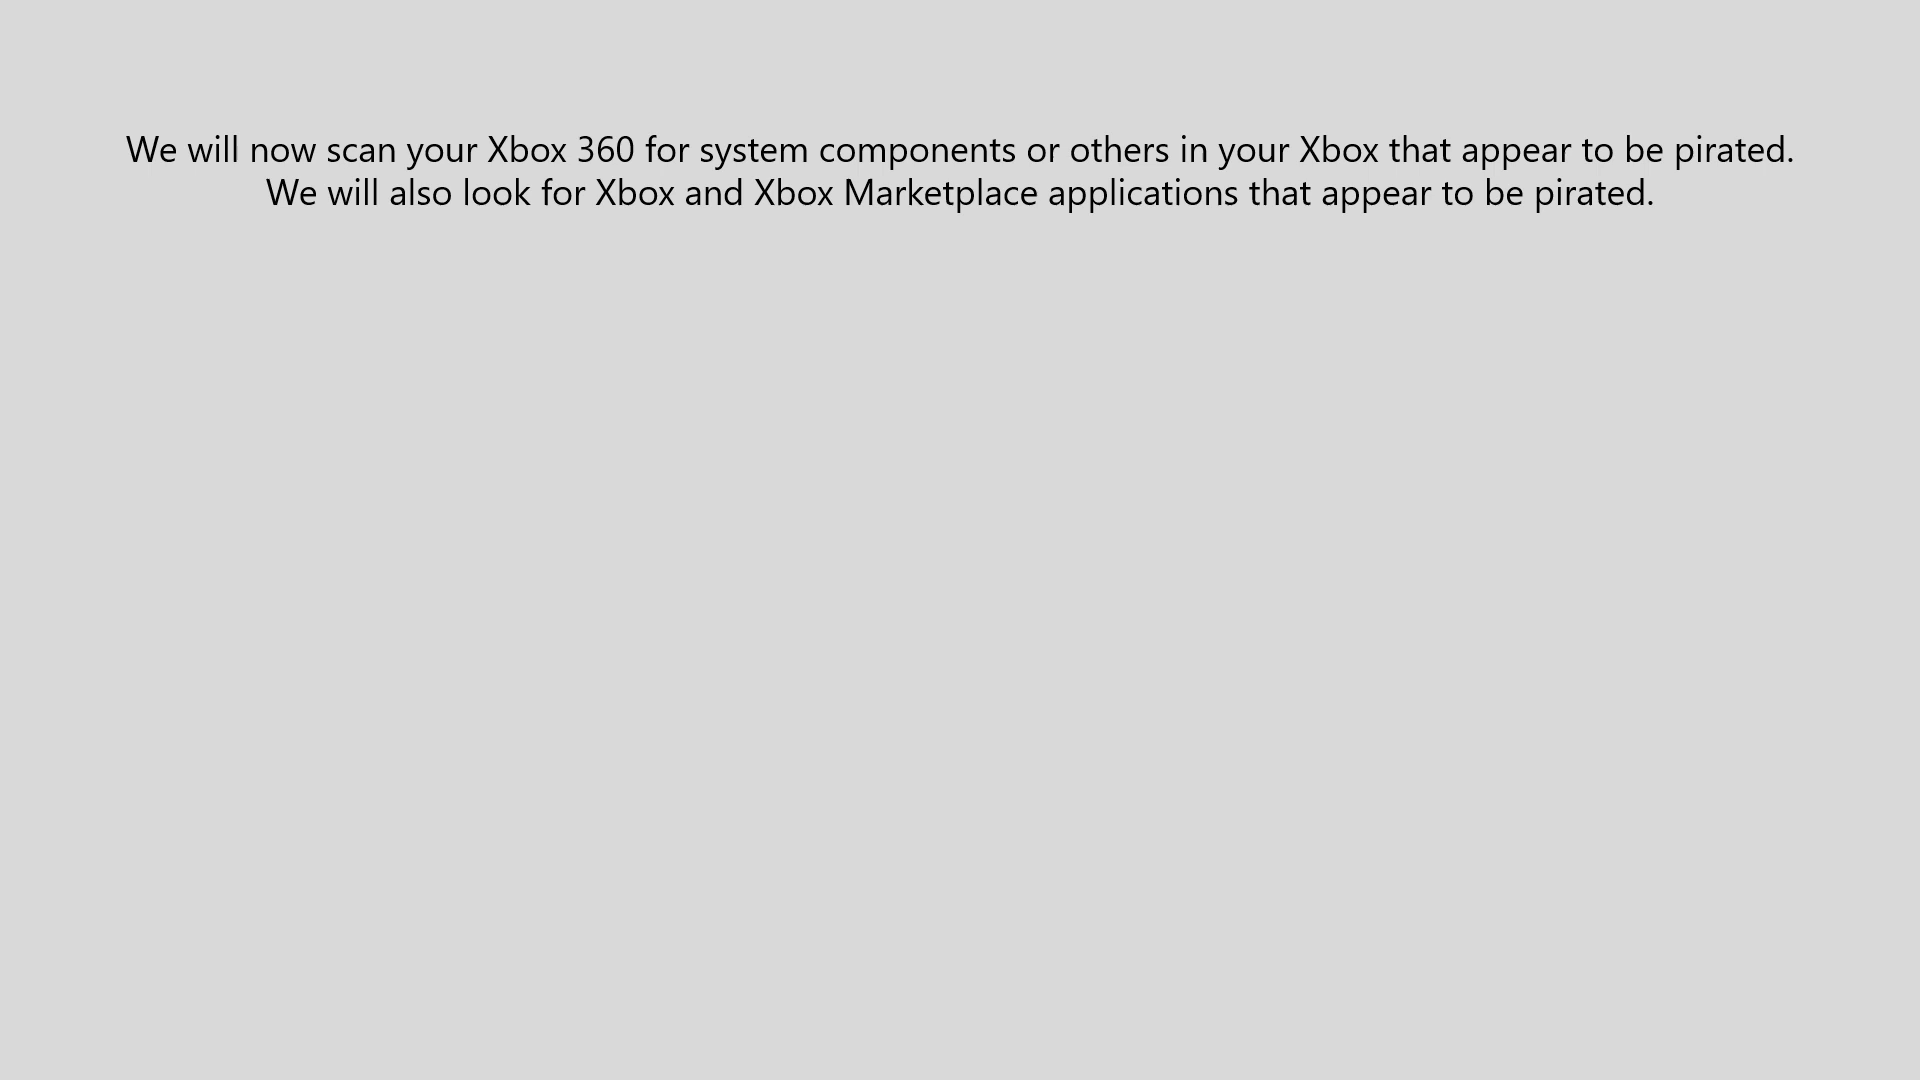 We will now scan your Xbox 360 for system components or others in your Xbox that appear to be pirated.
We will also look for Xbox and Xbox Marketplace applications that appear to be pirated.